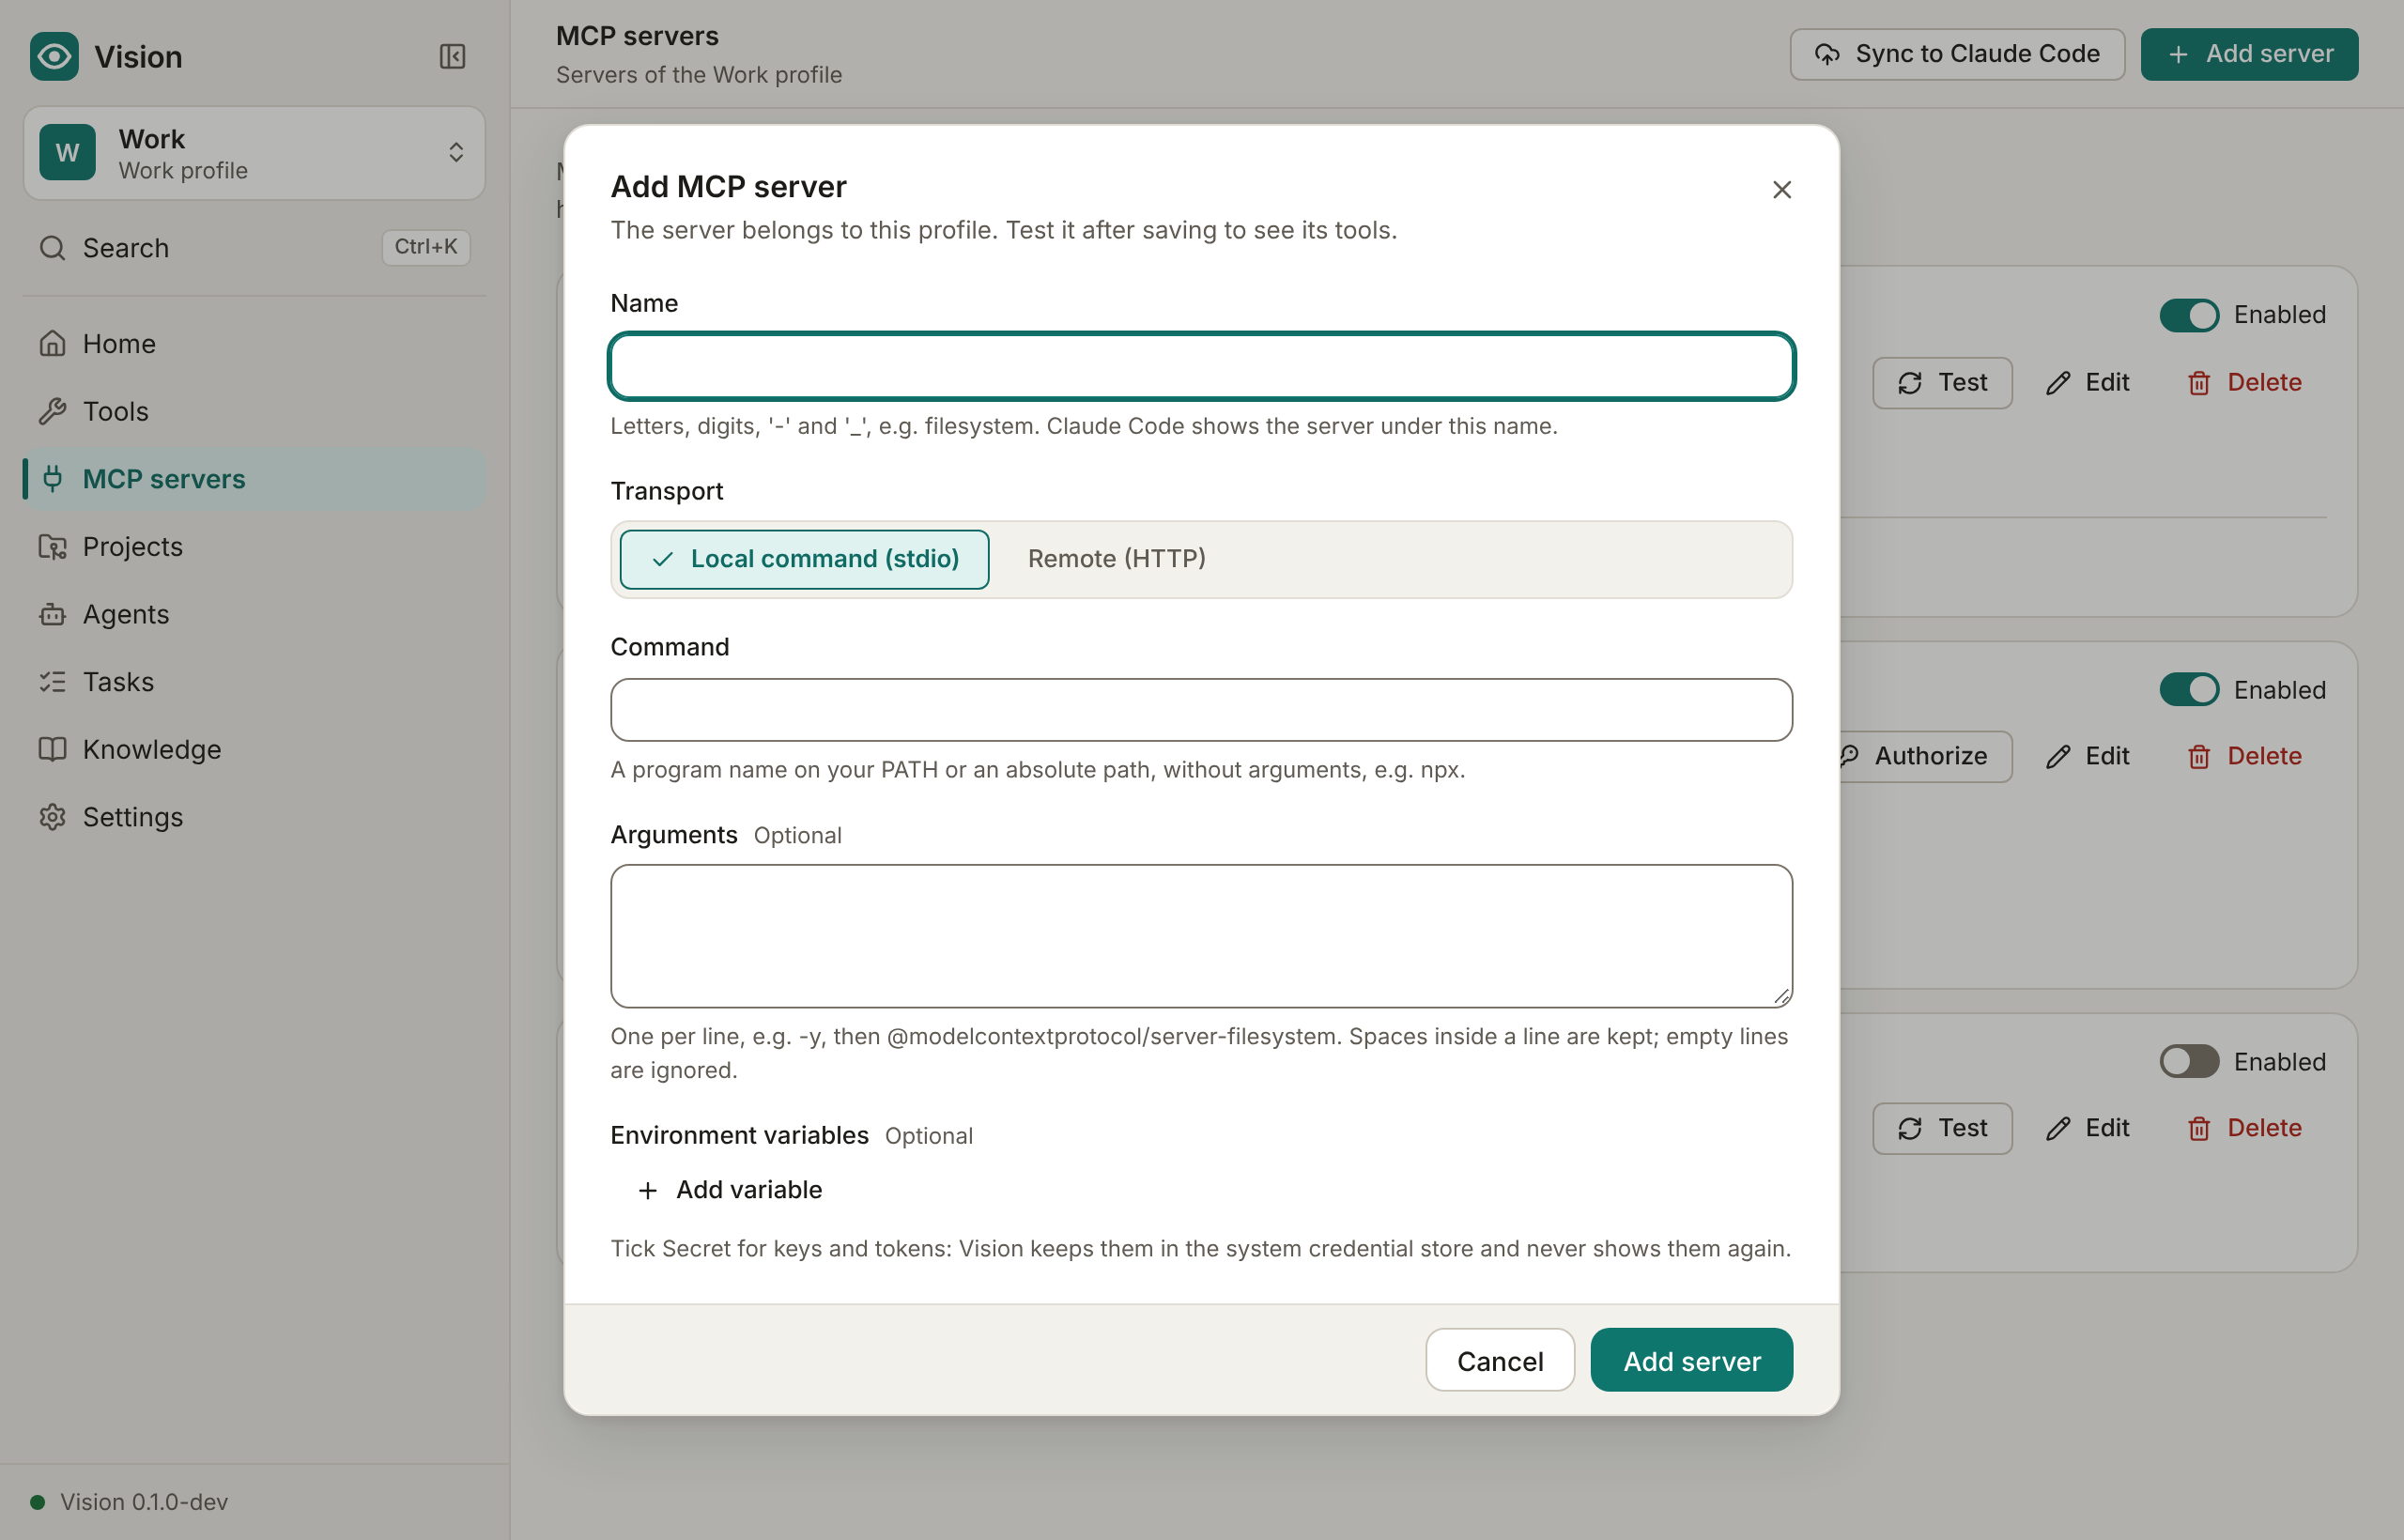 Vision
W
Work
Work profile
Search
Ctrl+K
Home
Tools
MCP servers
Projects
Agents
Tasks
Knowledge
Settings
Vision 0.1.0-dev
MCP servers
Servers of the Work profile
Sync to Claude Code
Add server
Add MCP server
The server belongs to this profile. Test it after saving to see its tools.
Name
Letters, digits, '-' and '_', e.g. filesystem. Claude Code shows the server under this name.
Transport
Local command (stdio)
Remote (HTTP)
Command
A program name on your PATH or an absolute path, without arguments, e.g. npx.
Arguments Optional
One per line, e.g. -y, then @modelcontextprotocol/server-filesystem. Spaces inside a line are kept; empty lines
are ignored.
Environment variables Optional
Add variable
Tick Secret for keys and tokens: Vision keeps them in the system credential store and never shows them again.
Cancel
Add server
Enabled
Test
Edit
Delete
Enabled
Authorize
Edit
Delete
Enabled
Test
Edit
Delete